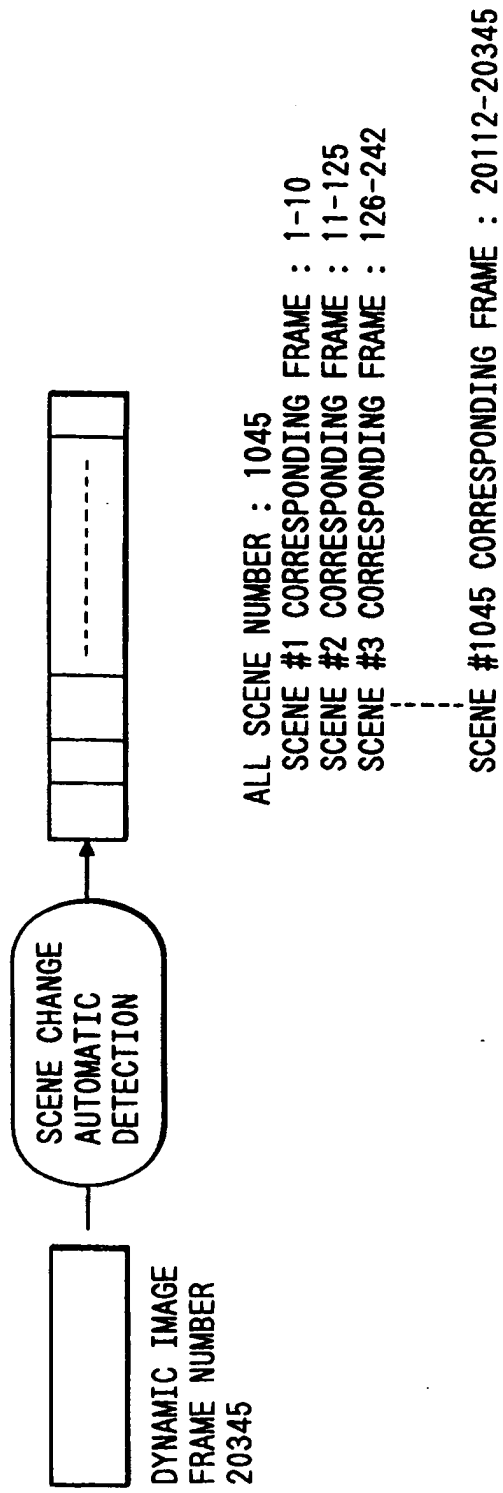 DYNAMIC IMAGE
FRAME NUMBER
20345
SCENE CHANGE
AUTOMATIC
DETECTION
ALL SCENE NUMBER : 1045
SCENE #1 CORRESPONDING FRAME : 1-10
SCENE #2 CORRESPONDING FRAME : 11-125
SCENE #3 CORRESPONDING FRAME : 126-242
SCENE #1045 CORRESPONDING FRAME : 20112-20345